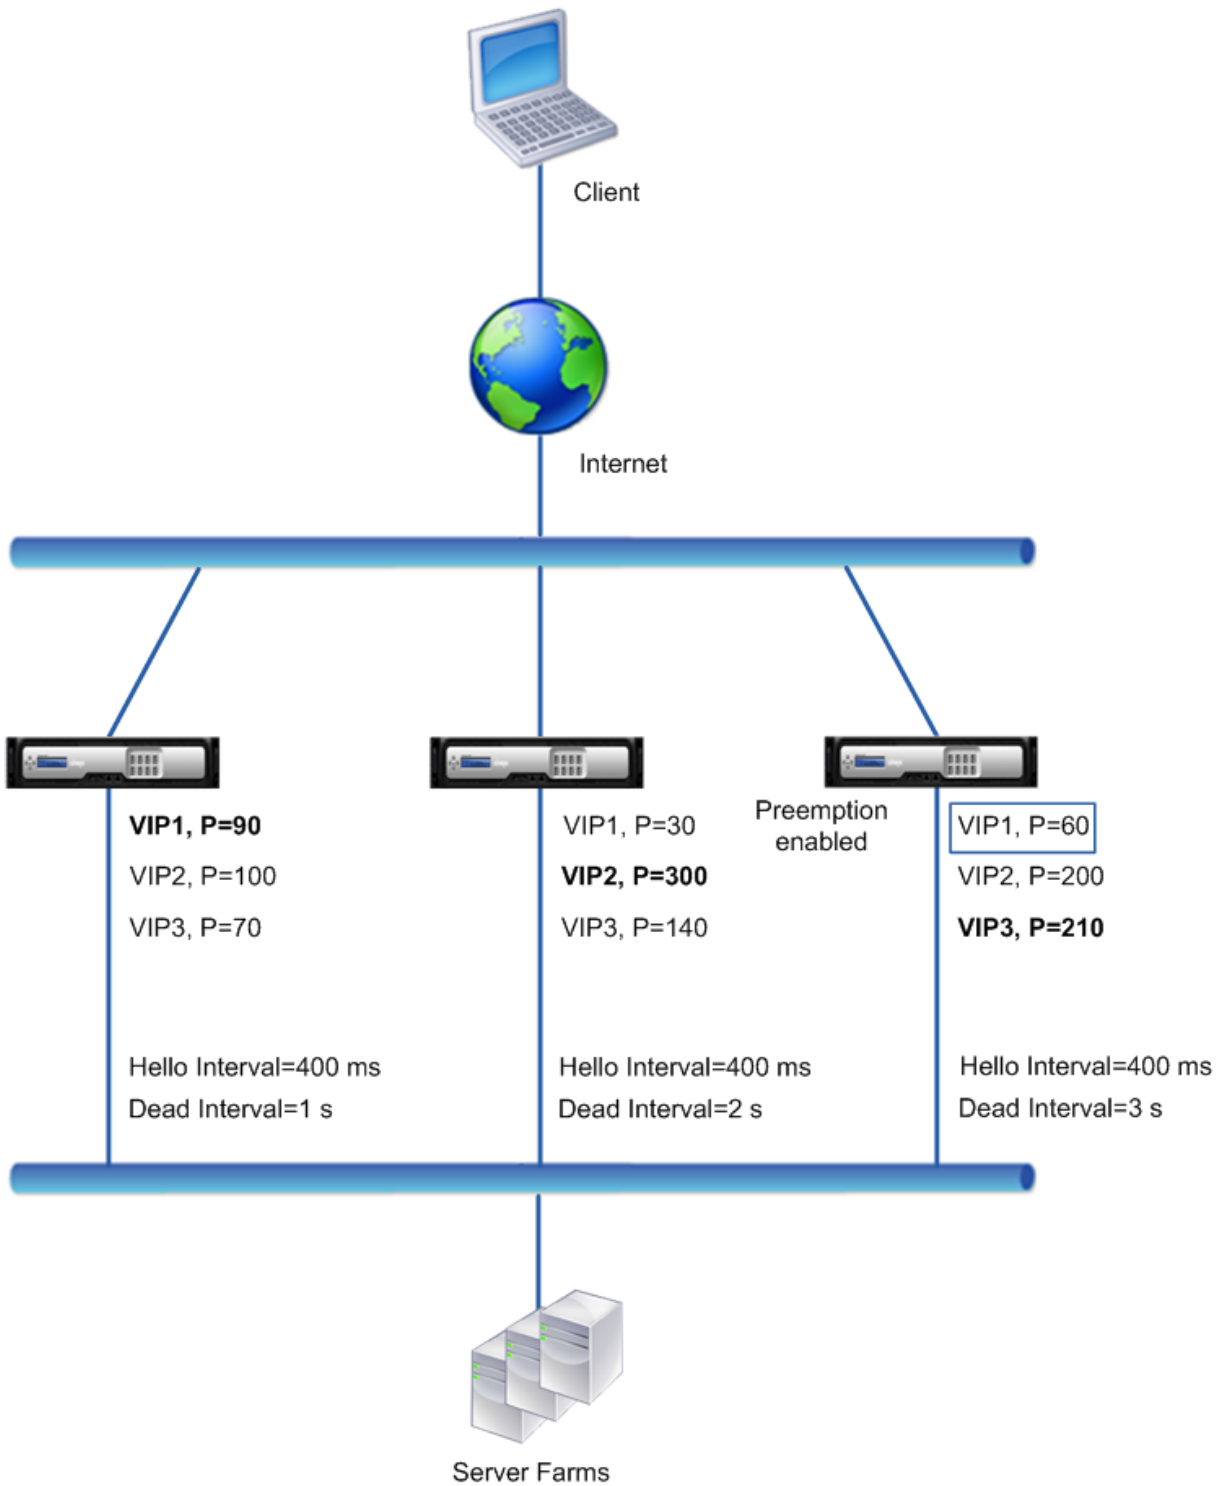 Client
Internet
VIP1, P=90
VIP2, P=100
VIP3, P=70
Hello Interval=400 ms
Dead Interval=1 s
VIP1, P=30
VIP2, P=300
VIP3, P=140
Hello Interval=400 ms
Dead Interval=2 s
Preemption
enabled
VIP1, P=60
VIP2, P=200
VIP3, P=210
Hello Interval=400 ms
Dead Interval=3 s
Server Farms